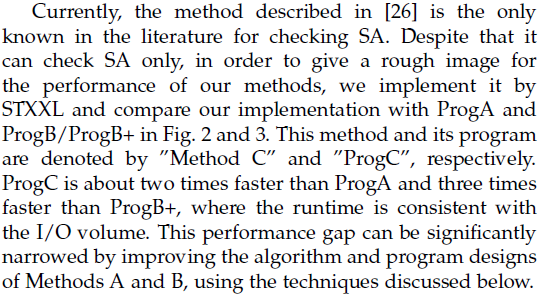 Currently, the method described in [26] is the only
known in the literature for checking SA. Despite that it
can check SA only, in order to give a rough image for
the performance of our methods, we implement it by
STXXL and compare our implementation with ProgA and
ProgB/ProgB+ in Fig. 2 and 3. This method and its program
are denoted by ”Method C” and ”ProgC”, respectively.
ProgC is about two times faster than ProgA and three times
faster than ProgB+, where the runtime is consistent with
the I/O volume. This performance gap can be significantly
narrowed by improving the algorithm and program designs
of Methods A and B, using the techniques discussed below.